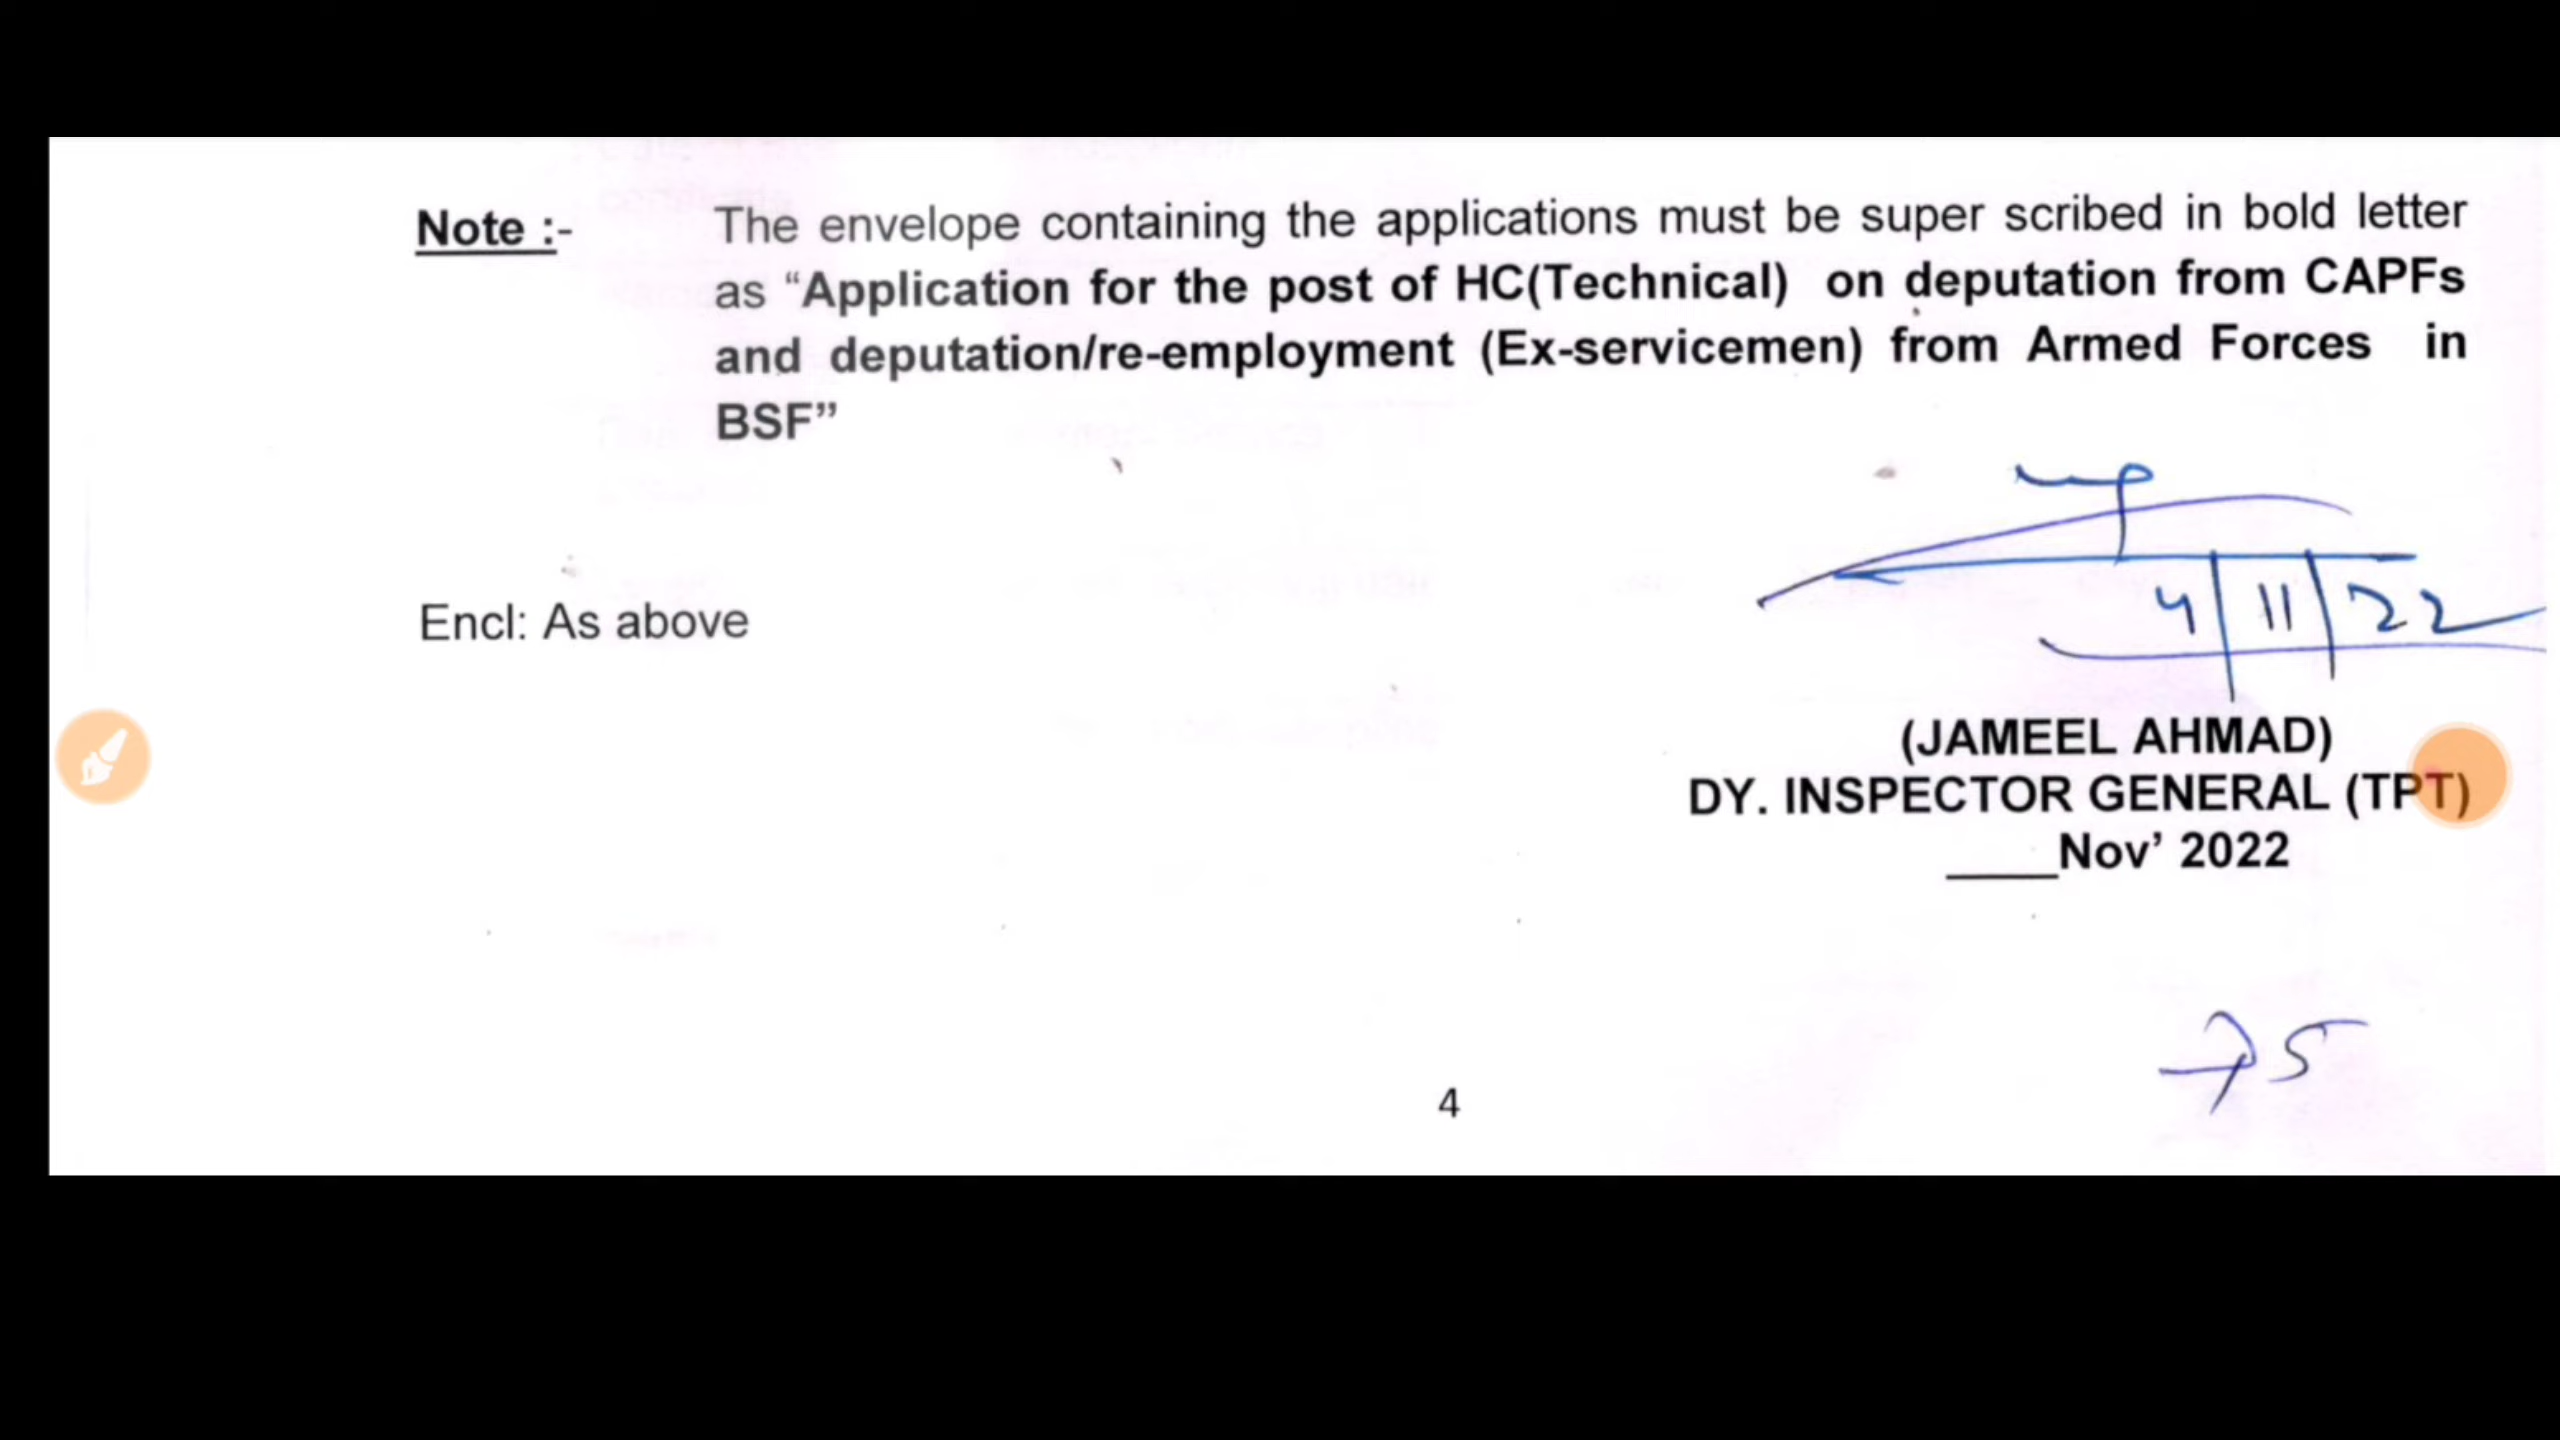 Note :- The envelope containing the applications must be super scribed in bold letter
as “Application for the post of HC(Technical) on deputation from CAPFs
and deputation/re-employment (Ex-servicemen) from Armed Forces in
BSF”
4/11/22
Encl: As above
(JAMEEL AHMAD)
DY. INSPECTOR GENERAL (TPT)
____Nov’ 2022
→5
4